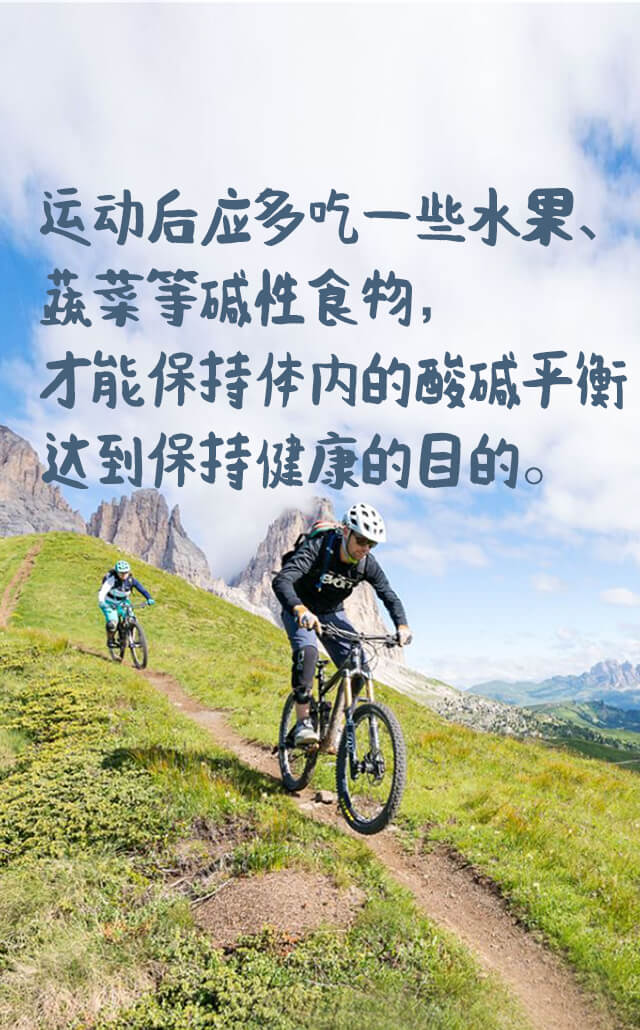 运动后应多吃一些水果、
蔬菜等碱性食物，
才能保持体内的酸碱平衡
达到保持健康的目的。